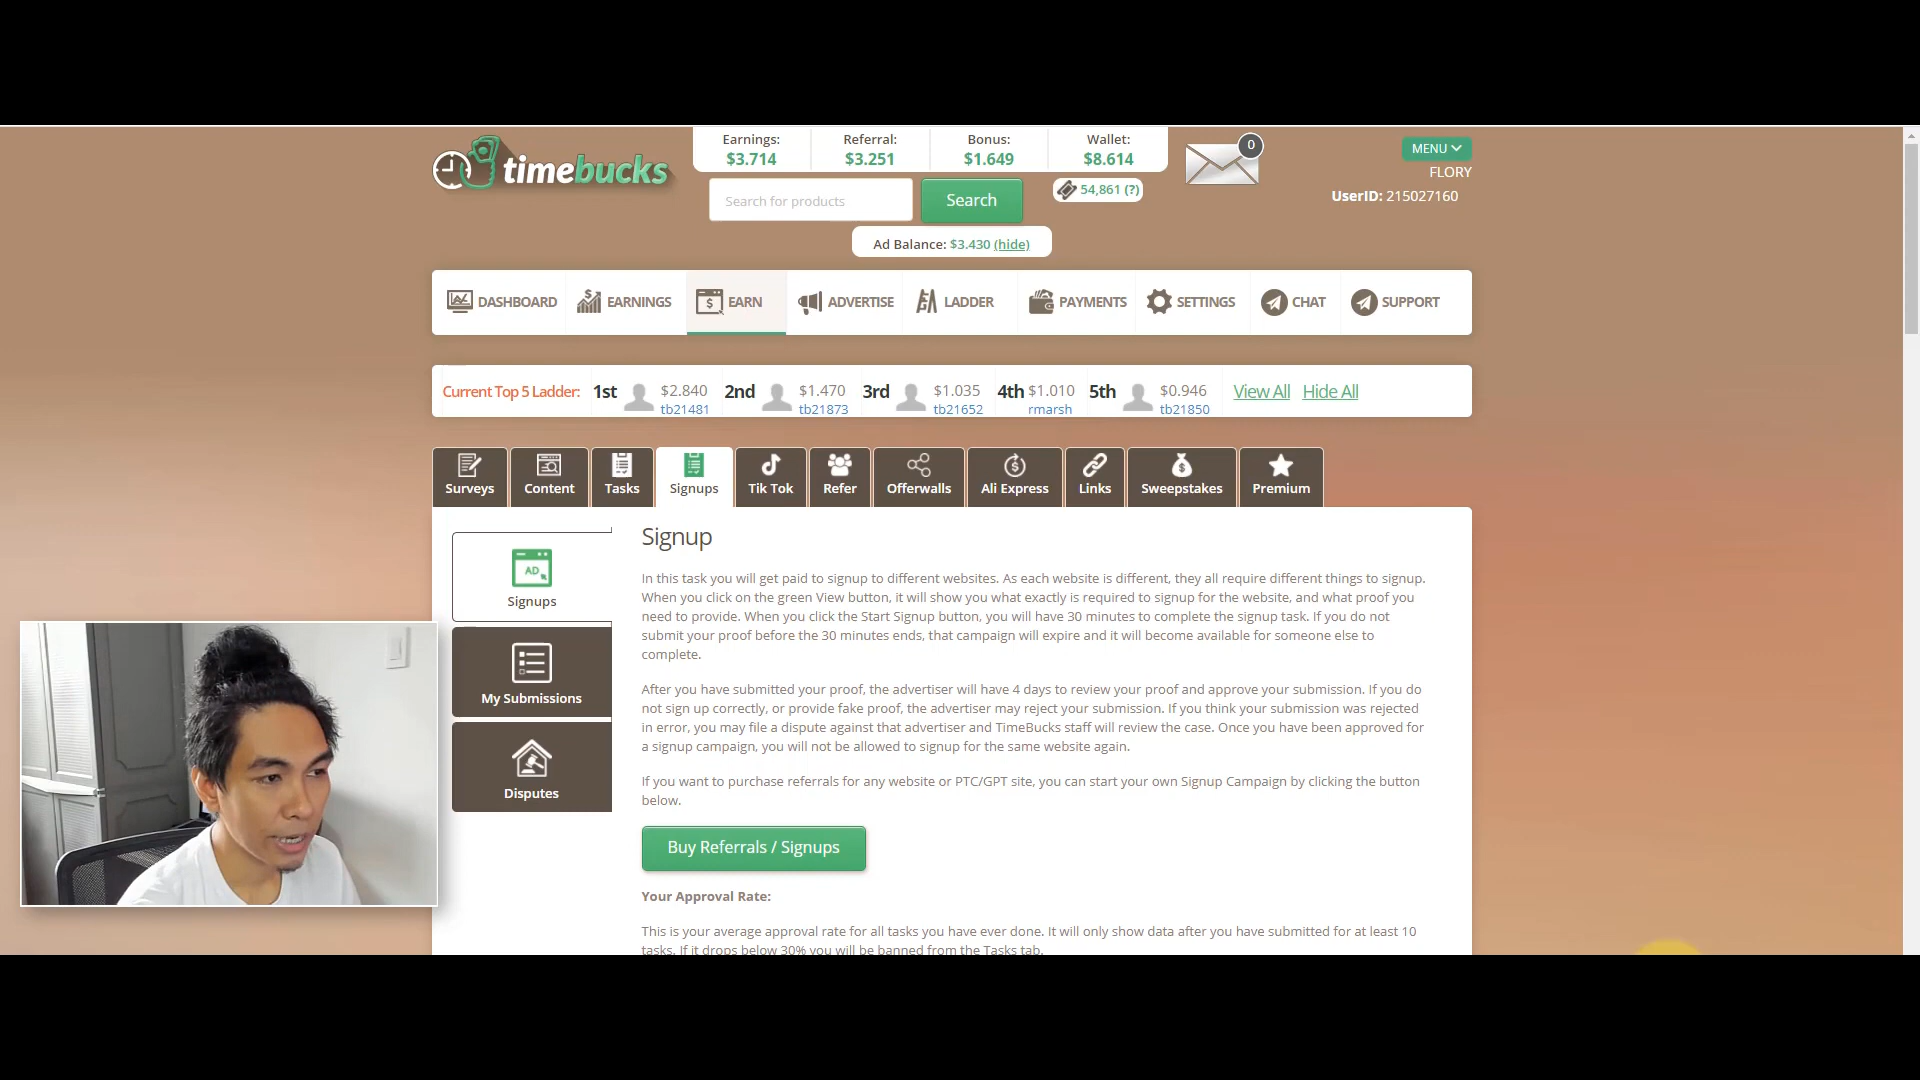 timebucks
Earnings:
$3.714
Referral:
$3.251
Bonus:
$1.649
Wallet:
$8.614
0
MENU
FLORY
UserID: 215027160
Search for products
Search
54,861 (?)
Ad Balance: $3.430 (hide)
DASHBOARD
EARNINGS
EARN
ADVERTISE
LADDER
PAYMENTS
SETTINGS
CHAT
SUPPORT
Current Top 5 Ladder:
1st
$2.840
tb21481
2nd
$1.470
tb21873
3rd
$1.035
tb21652
4th
$1.010
rmarsh
5th
$0.946
tb21850
View All
Hide All
Surveys
Content
Tasks
Signups
Tik Tok
Refer
Offerwalls
Ali Express
Links
Sweepstakes
Premium
AD
Signups
My Submissions
Disputes
Signup
In this task you will get paid to signup to different websites. As each website is different, they all require different things to signup.
When you click on the green View button, it will show you what exactly is required to signup for the website, and what proof you
need to provide. When you click the Start Signup button, you will have 30 minutes to complete the signup task. If you do not
submit your proof before the 30 minutes ends, that campaign will expire and it will become available for someone else to
complete.
After you have submitted your proof, the advertiser will have 4 days to review your proof and approve your submission. If you do
not sign up correctly, or provide fake proof, the advertiser may reject your submission. If you think your submission was rejected
in error, you may file a dispute against that advertiser and TimeBucks staff will review the case. Once you have been approved for
a signup campaign, you will not be allowed to signup for the same website again.
If you want to purchase referrals for any website or PTC/GPT site, you can start your own Signup Campaign by clicking the button
below.
Buy Referrals / Signups
Your Approval Rate:
This is your average approval rate for all tasks you have ever done. It will only show data after you have submitted for at least 10
tasks. If it drops below 30% you will be banned from the Tasks tab.